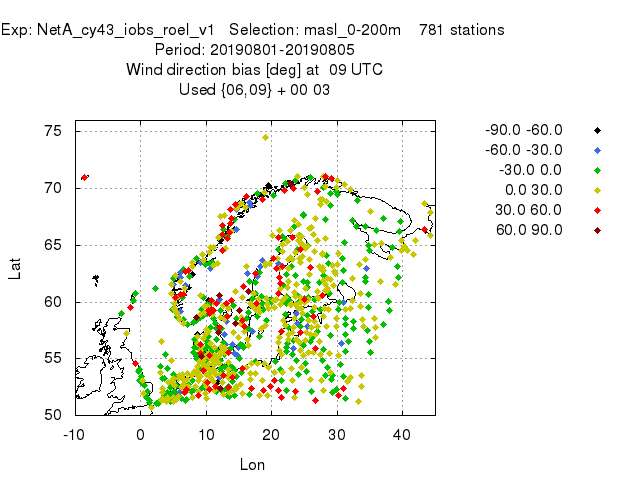 Exp: NetA_cy43_iobs_roel_v1 Selection: masl_0-200m 781 stations
Period: 20190801-20190805
Wind direction bias [deg] at 09 UTC
Used {06,09} + 00 03
-90.0 -60.0
-60.0 -30.0
-30.0 0.0
0.0 30.0
30.0 60.0
60.0 90.0
75
70
65
60
55
50
Lat
-10 0 10 20 30 40
Lon